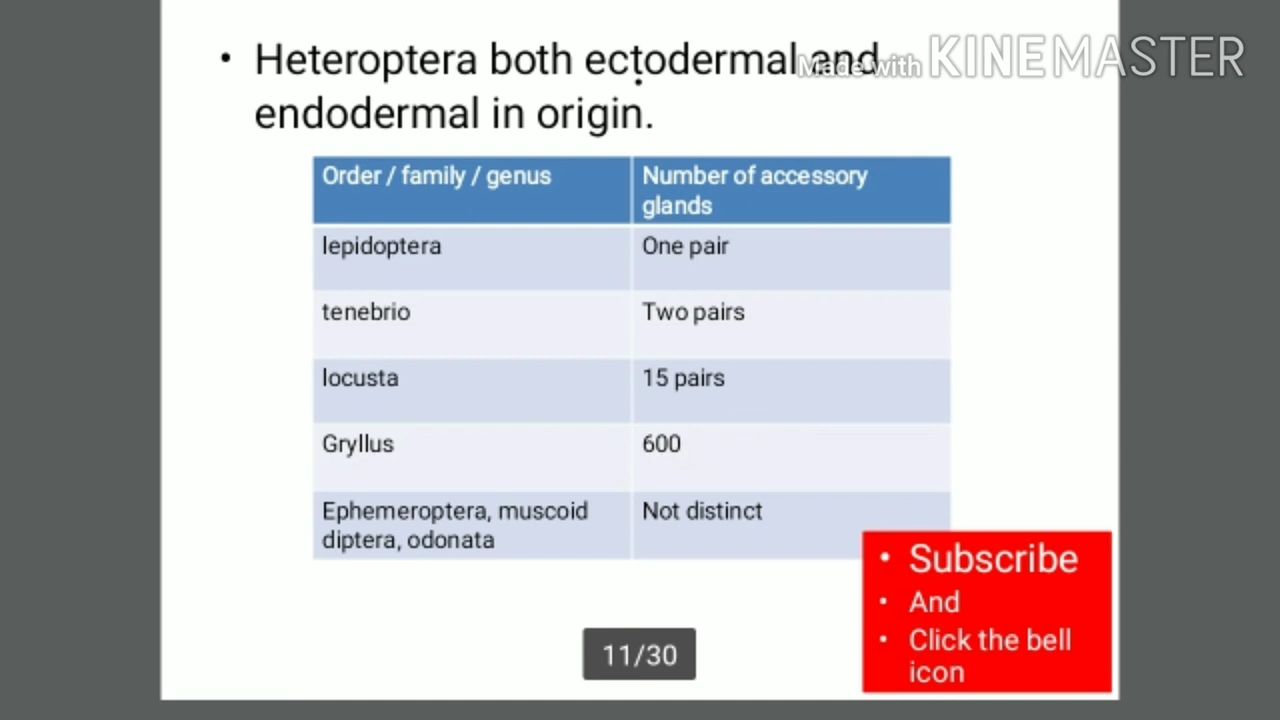 • Heteroptera both ectodermal and
endodermal in origin.
Made with KINEMASTER
Order / family / genus
Number of accessory
glands
lepidoptera
One pair
tenebrio
Two pairs
locusta
15 pairs
Gryllus
600
Ephemeroptera, muscoid
diptera, odonata
Not distinct
• Subscribe
• And
• Click the bell
icon
11/30